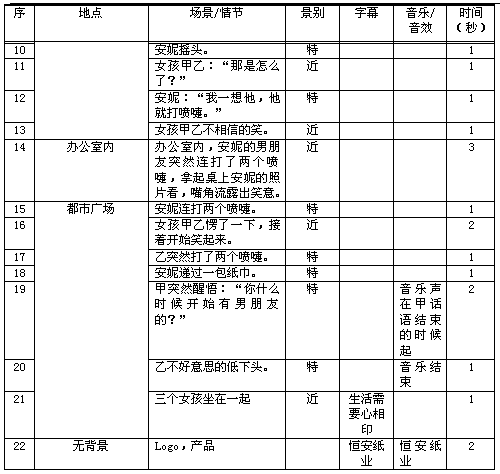 序 地点 场景/情节 景别 字幕 音乐/ 时间
音效 （秒）
10 安妮摇头。 特 1
11 女孩甲乙：“那是怎么 近 1
了？”
12 安妮：“我一想他，他 特 1
就打喷嚏。”
13 女孩甲乙不相信的笑。 近 1
14 办公室内 办公室内，安妮的男朋 近 3
友突然连打了两个喷
嚏，拿起桌上安妮的照
片看，嘴角流露出笑意。
15 都市广场 安妮连打两个喷嚏。 特 1
16 女孩甲乙愣了一下，接 近 2
着开始笑起来。
17 乙突然打了两个喷嚏。 特 1
18 安妮递过一包纸巾。 特 1
19 甲突然醒悟：“你什么 特 音乐声 2
时候开始有男朋友 在甲话
的？” 语结束
的时候
起
20 乙不好意思的低下头。 特 音乐结 1
束
21 三个女孩坐在一起 近 生活需 1
要心相
印
22 无背景 Logo，产品 恒安纸 恒安纸 2
业 业